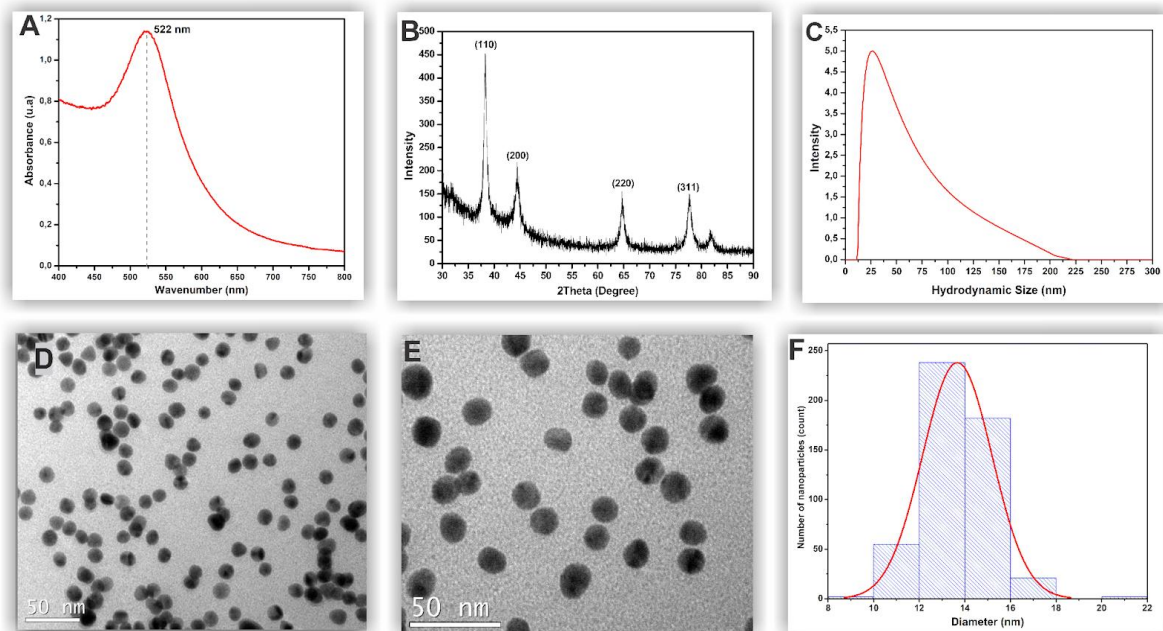 A
522 nm
1,2
1,0
0,8
0,6
0,4
0,2
0,0
Absorbance (u.a)
400 450 500 550 600 650 700 750 800
Wavenumber (nm)
B
500
450
400
350
300
250
200
150
100
50
0
Intensity
(110)
(200)
(220)
(311)
30 35 40 45 50 55 60 65 70 75 80 85 90
2Theta (Degree)
C
5,5
5,0
4,5
4,0
3,5
3,0
2,5
2,0
1,5
1,0
0,5
0,0
Intensity
0 25 50 75 100 125 150 175 200 225 250 275 300
Hydrodynamic Size (nm)
D
50 nm
E
50 nm
F
250
200
150
100
50
0
Number of nanoparticles (count)
8 10 12 14 16 18 20 22
Diameter (nm)